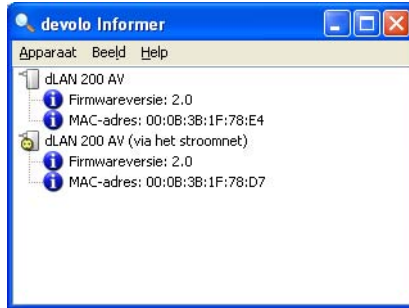 devolo Informer
Apparaat Beeld Help
dLAN 200 AV
Firmwareversie: 2.0
MAC-adres: 00:0B:3B:1F:78:E4
dLAN 200 AV (via het stroomnet)
Firmwareversie: 2.0
MAC-adres: 00:0B:3B:1F:78:D7